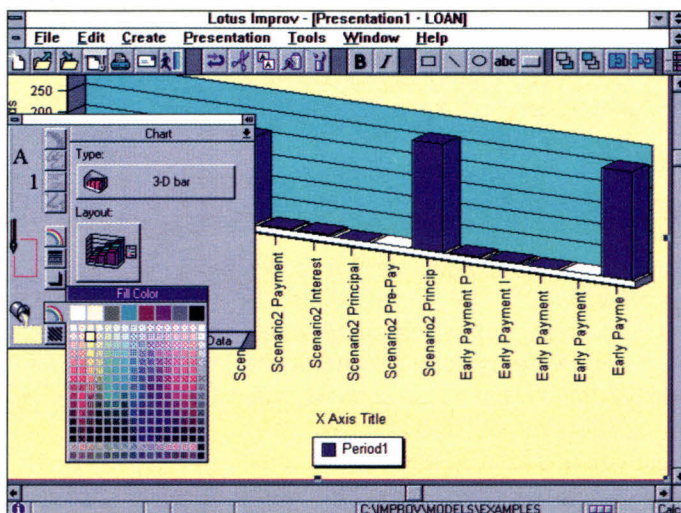 Lotus Improv - [Presentation1 · LOAN]
File Edit Create Presentation Tools Window Help
B I abc
250
200
A
1
Chart
Type:
3-D bar
Layout:
Fill Color
Data
Scenario2 Payment
Scenario2 Interest
Scenario2 Principal
Scenario2 Pre-Pay
Scenario2 Princip
Early Payment P
Early Payment I
Early Payment
Early Payment
Early Payme
X Axis Title
Period1
C:\IMPROV\MODELS\EXAMPLES
Calc